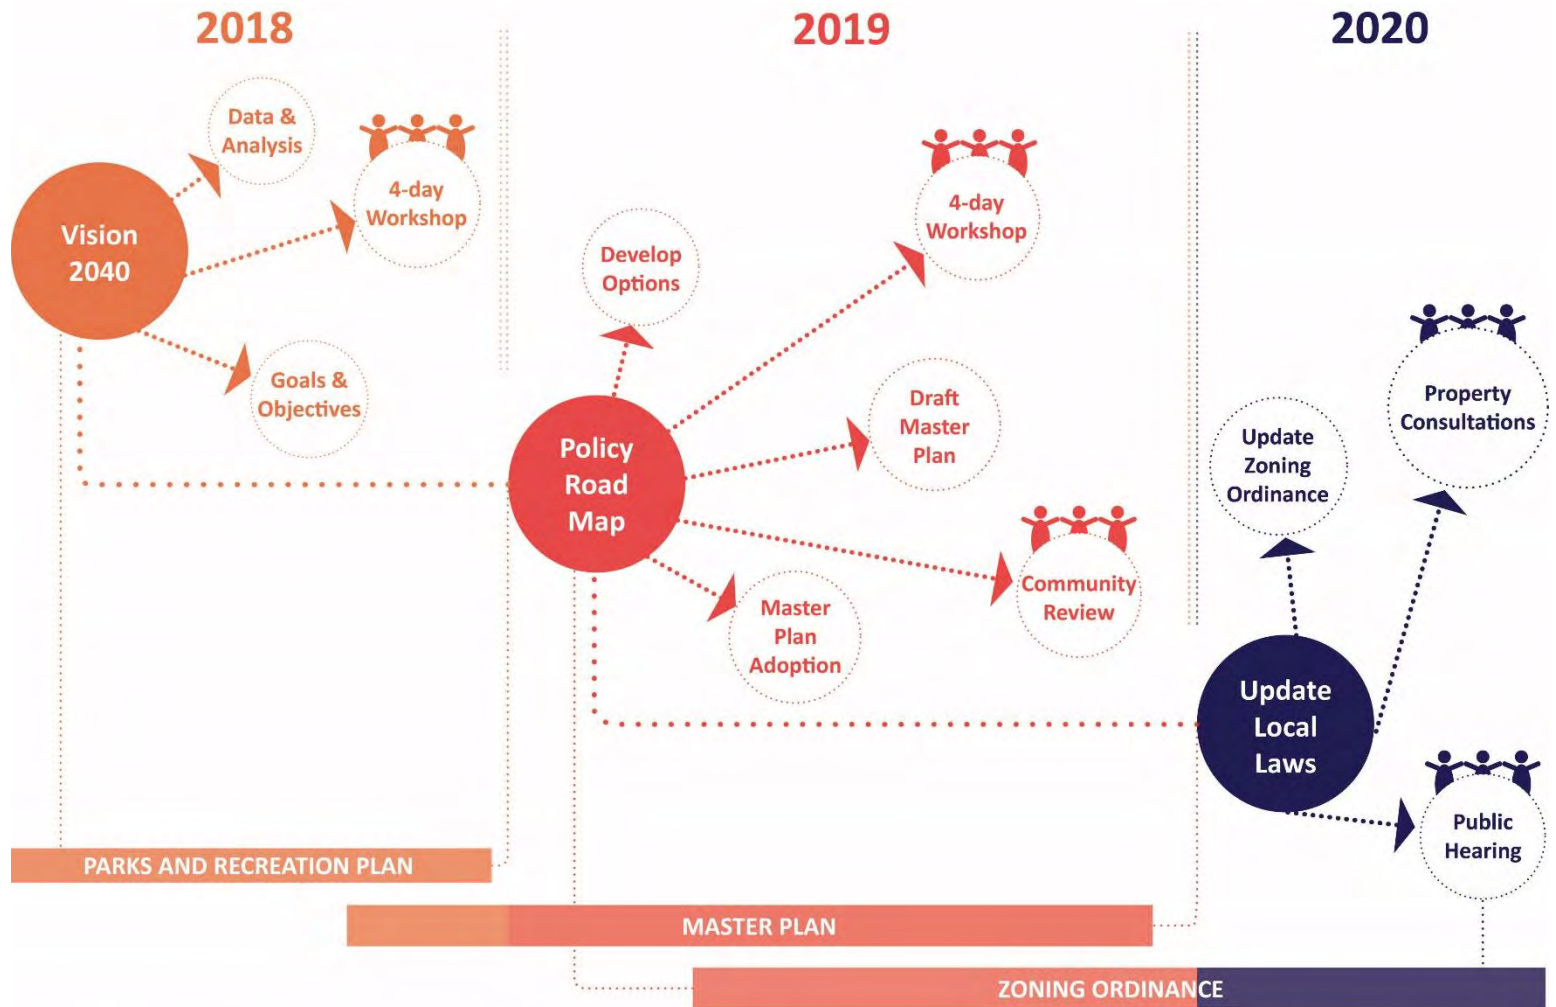 2018
2019
2020
Data &
Analysis
4-day
Workshop
Vision
2040
Goals &
Objectives
4-day
Workshop
Develop
Options
Policy
Road
Map
Draft
Master
Plan
Community
Review
Master
Plan
Adoption
Property
Consultations
Update
Zoning
Ordinance
Update
Local
Laws
Public
Hearing
PARKS AND RECREATION PLAN
MASTER PLAN
ZONING ORDINANCE